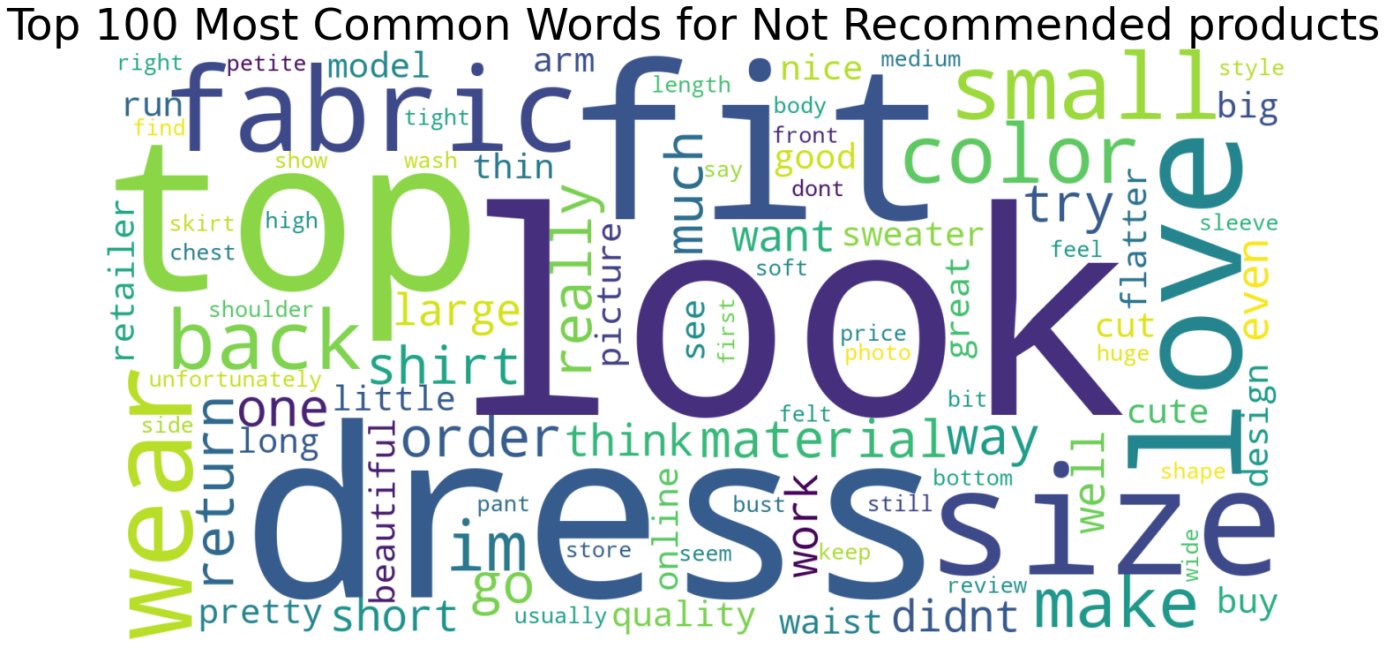 Top 100 Most Common Words for Not Recommended products
right
petite
model
arm
nice
medium
small
style
run
fabric
fit
length
body
big
find
tight
front
color
show
wash
thin
much
say
good
dont
love
top
try
flatter
retailer
skirt
high
really
picture
want
sweater
sleeve
chest
soft
great
feel
even
back
shoulder
large
look
see
first
price
photo
cut
huge
shirt
unfortunately
wear
return
one
little
felt
bit
cute
design
side
long
beautiful
order
think
material
way
well
shape
dress
im
pant
online
bust
work
still
bottom
size
store
seem
keep
wide
go
review
make
buy
pretty
short
usually
quality
waist
didnt